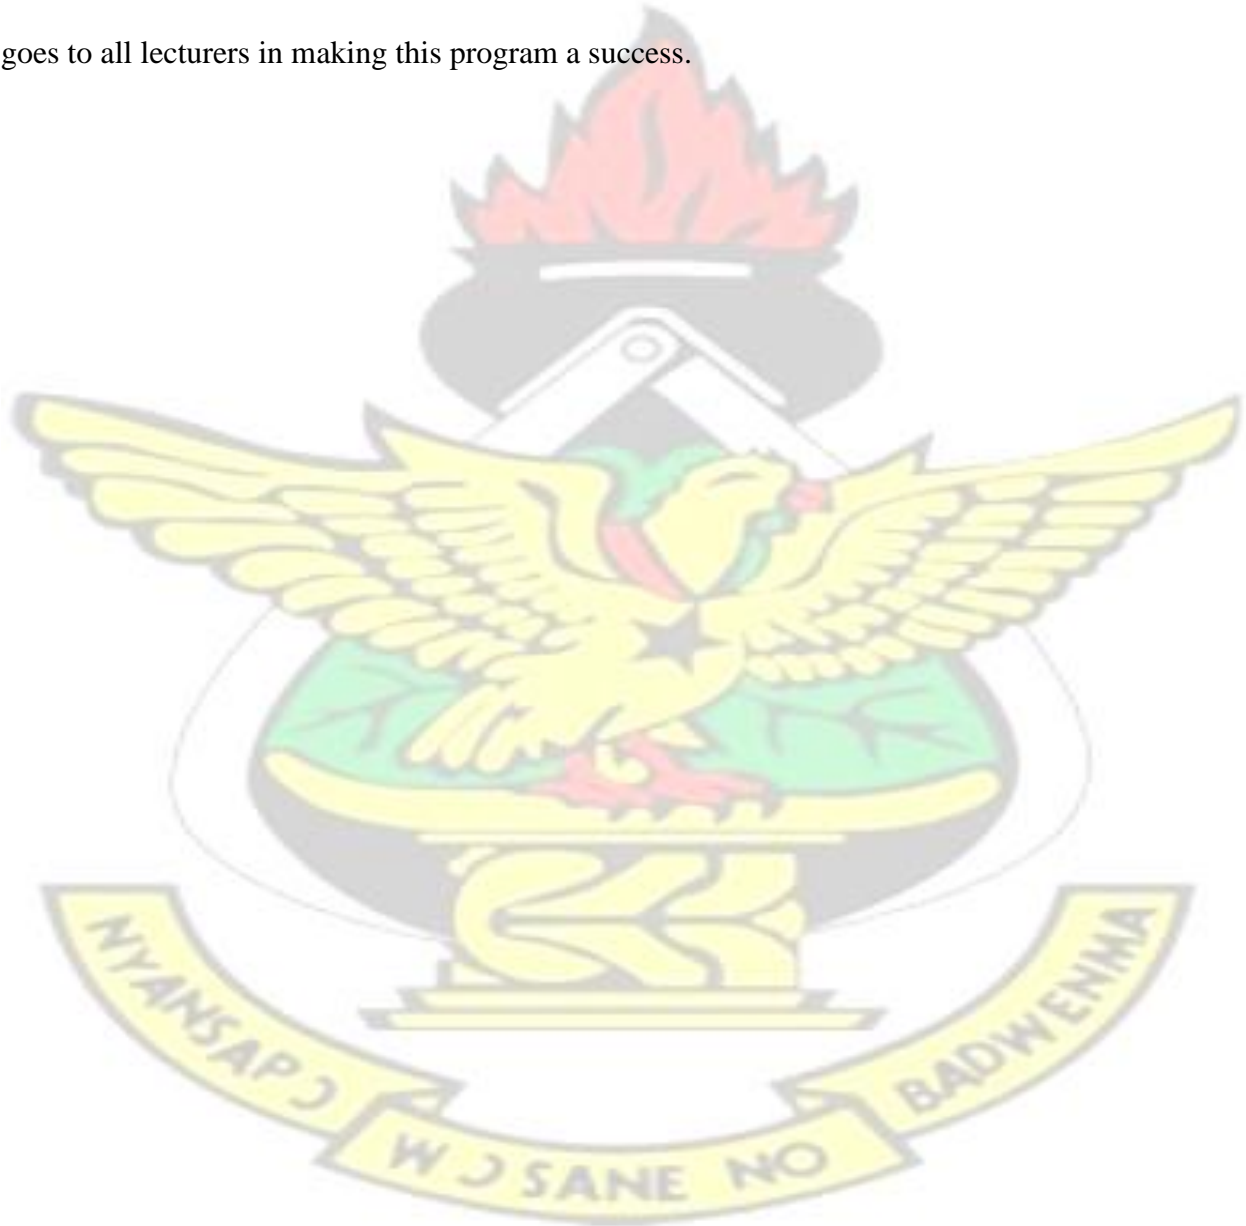 goes to all lecturers in making this program a success.
NYANSAPƆ
WƆSANE NO
BADWENMA